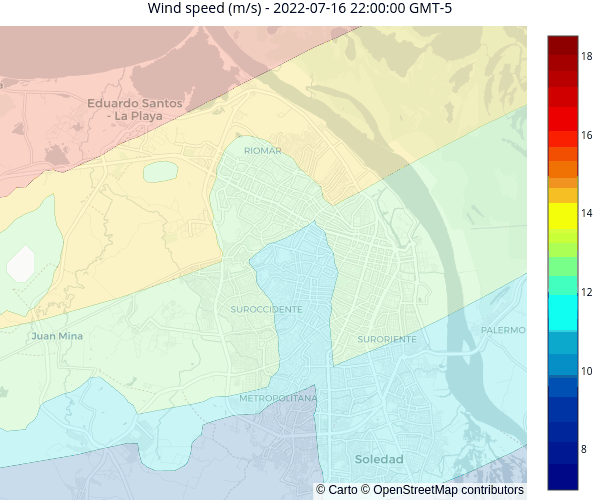 Wind speed (m/s) - 2022-07-16 22:00:00 GMT-5
Eduardo Santos
- La Playa
RIOMAR
SUROCCIDENTE
Juan Mina
SURORIENTE
PALERMO
METROPOLITANA
Soledad
18
16
14
12
10
8
© Carto © OpenStreetMap contributors